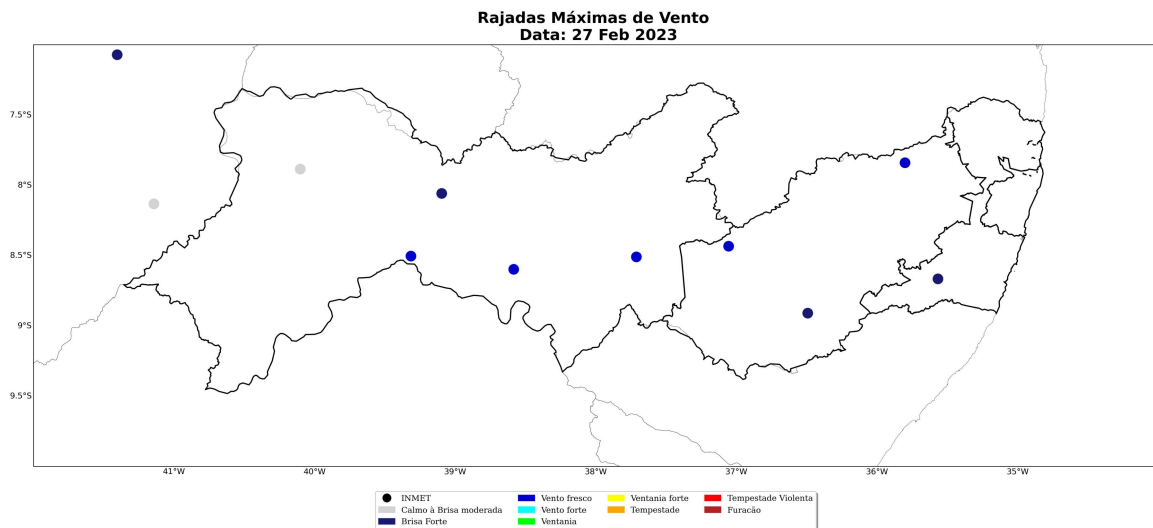 Rajadas Máximas de Vento
Data: 27 Feb 2023
7.5°S
8°S
8.5°S
9°S
9.5°S
41°W 40°W 39°W 38°W 37°W 36°W 35°W
INMET Vento fresco Ventania forte Tempestade Violenta
Calmo à Brisa moderada Vento forte Tempestade Furacão
Brisa Forte Ventania